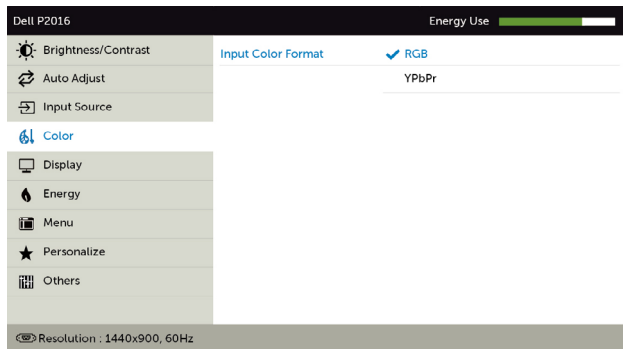 Dell P2016 Energy Use
Brightness/Contrast
Input Color Format RGB
Auto Adjust
YPbPr
Input Source
Color
Display
Energy
Menu
Personalize
Others
Resolution : 1440x900, 60Hz